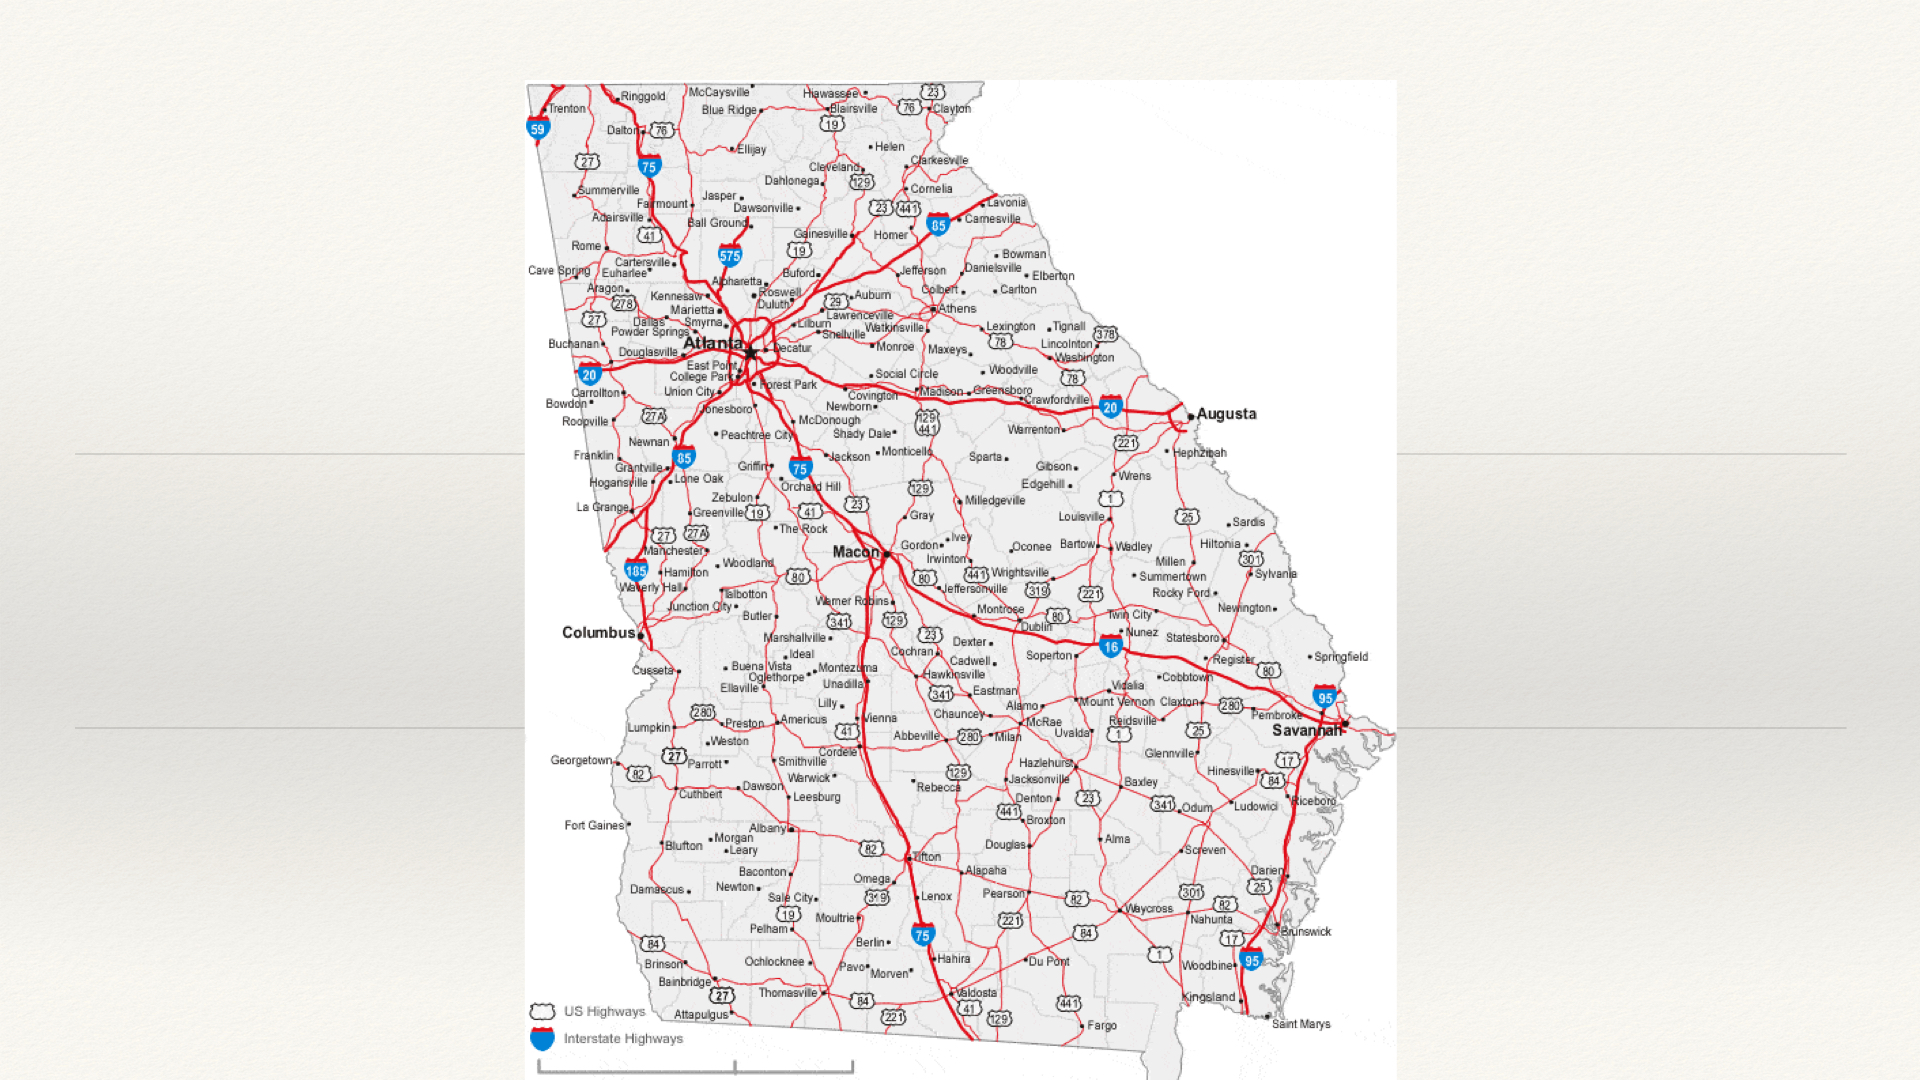 McCaysville
Hiawassee
23
Ringgold
Trenton
Blue Ridge
Blairsville
76
Clayton
59
Dalton
76
19
Ellijay
Helen
27
75
Cleveland
Clarkesville
Dahlonega
129
Summerville
Cornelia
Jasper
Fairmount
Dawsonville
23
441
Lavonia
Adairsville
Ball Ground
85
Carnesville
41
Gainesville
Homer
Rome
575
19
Bowman
Cartersville
Cave Spring
Euharlee
Buford
Jefferson
Danielsville
Elberton
Alpharetta
Aragon
Kennesaw
Roswell
Auburn
Colbert
Carlton
278
Duluth
29
Marietta
Athens
27
Dallas
Smyrna
Lawrenceville
Lilburn
Powder Springs
Snellville
Watkinsville
Lexington
Tignall
378
Buchanan
Atlanta
Decatur
Monroe
Maxeys
78
Lincolnton
Douglasville
Washington
20
East Point
College Park
Social Circle
Woodville
78
Forest Park
Carrollton
Union City
Covington
Madison
Greensboro
Crawfordville
20
Bowdon
Jonesboro
Newborn
Augusta
27A
Roopville
McDonough
129
441
Newnan
Peachtree City
Shady Dale
Warrenton
221
Franklin
85
Jackson
Monticello
Sparta
Hephzibah
Grantville
Griffin
75
Gibson
Hogansville
Lone Oak
Orchard Hill
129
Edgehill
Wrens
Zebulon
Milledgeville
1
La Grange
Greenville
19
41
23
Gray
Louisville
25
Sardis
27
27A
The Rock
Manchester
Macon
Gordon
Ivey
Oconee
Bartow
Wadley
Hiltonia
185
Hamilton
Woodland
Irwinton
Millen
301
Waverly Hall
80
80
441
Wrightsville
Summertown
Sylvania
Talbotton
Warner Robins
Jeffersonville
319
221
Rocky Ford
Junction City
Butler
341
129
Montrose
80
Twin City
Newington
Columbus
Marshallville
23
Dublin
Nunez
Statesboro
Ideal
Cochran
Dexter
Soperton
16
Register
Springfield
Cusseta
Buena Vista
Montezuma
Cadwell
80
Oglethorpe
Hawkinsville
Cobbtown
Ellaville
Unadilla
341
Eastman
Vidalia
95
Lilly
Alamo
Mount Vernon
Claxton
280
280
Chauncey
Pembroke
Lumpkin
Preston
Americus
Vienna
McRae
Reidsville
Savannah
41
Abbeville
280
Milan
Uvalda
1
25
Weston
Cordele
Glennville
27
Georgetown
Parrott
Smithville
Hazlehurst
17
82
Warwick
129
Jacksonville
Hinesville
84
Rebecca
Baxley
Cuthbert
Dawson
Leesburg
Denton
23
341
Odum
Ludowici
Riceboro
441
Fort Gaines
Albany
Broxton
Morgan
Alma
Blufton
Leary
82
Douglas
Screven
Tifton
Baconton
Alapaha
Darien
Omega
25
Damascus
Newton
Sale City
319
Lenox
Pearson
82
301
82
19
Moultrie
221
Waycross
Nahunta
Pelham
75
84
Brunswick
84
Berlin
17
1
Brinson
Ochlocknee
Pavo
Morven
Hahira
Du Pont
Woodbine
95
Bainbridge
27
Thomasville
84
Valdosta
Kingsland
US Highways
Attapulgus
221
41
129
441
Fargo
Saint Marys
Interstate Highways